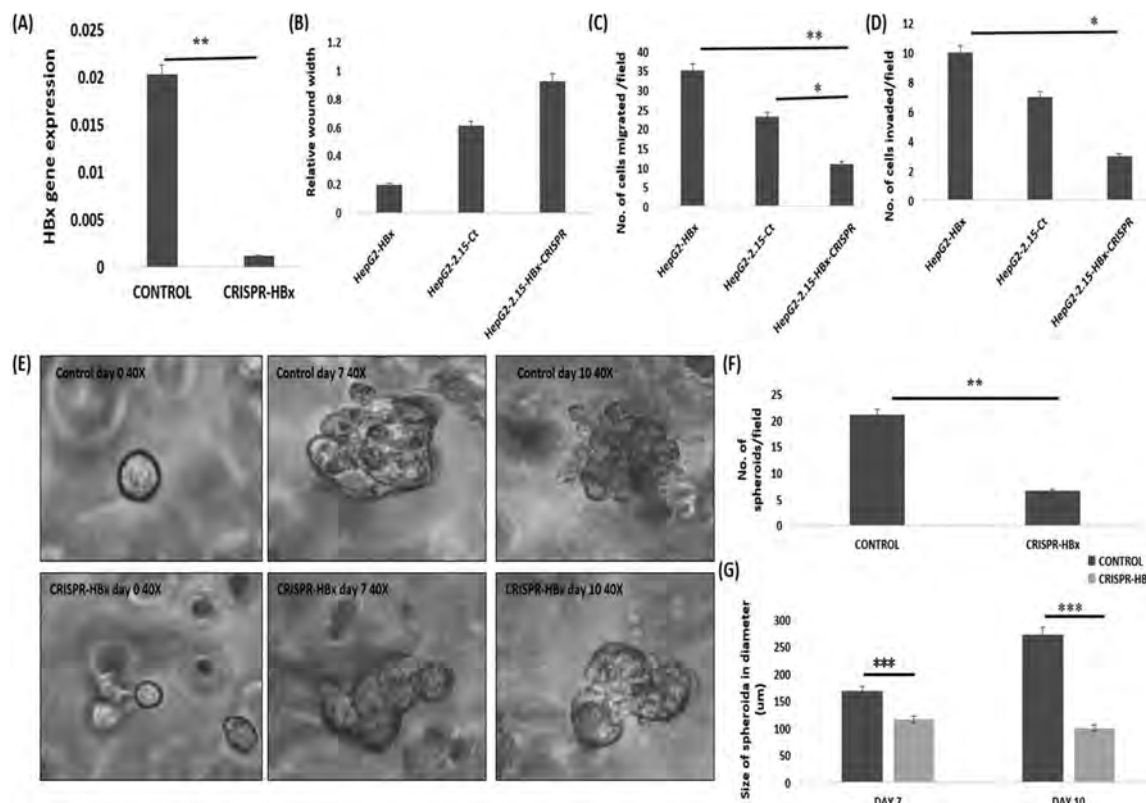 (A)
HBx gene expression
0.025
0.02
0.015
0.01
0.005
0
**
CONTROL
CRISPR-HBx
(B)
Relative wound width
1.2
1
0.8
0.6
0.4
0.2
0
HepG2-HBx
HepG2-2.15-Ct
HepG2-2.15-HBx-CRISPR
(C)
No. of cells migrated /field
40
35
30
25
20
15
10
5
0
**
*
HepG2-HBx
HepG2-2.15-Ct
HepG2-2.15-HBx-CRISPR
(D)
No. of cells invaded/field
12
10
8
6
4
2
0
*
HepG2-HBx
HepG2-2.15-Ct
HepG2-2.15-HBx-CRISPR
(E)
Control day 0 40X
Control day 7 40X
Control day 10 40X
CRISPR-HBx day 0 40X
CRISPR-HBx day 7 40X
CRISPR-HBx day 10 40X
(F)
No. of
spheroids/field
25
20
15
10
5
0
**
CONTROL
CRISPR-HBx
(G)
CONTROL
CRISPR-HB
Size of spheroida in diameter
(um)
300
250
200
150
100
50
0
***
***
DAY 7
DAY 10